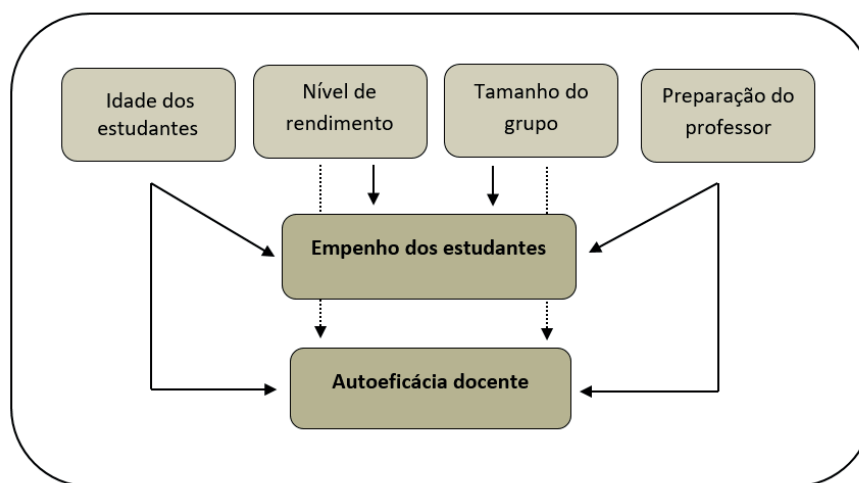 Idade dos
estudantes
Nível de
rendimento
Tamanho do
grupo
Preparação do
professor
Empenho dos estudantes
Autoeficácia docente